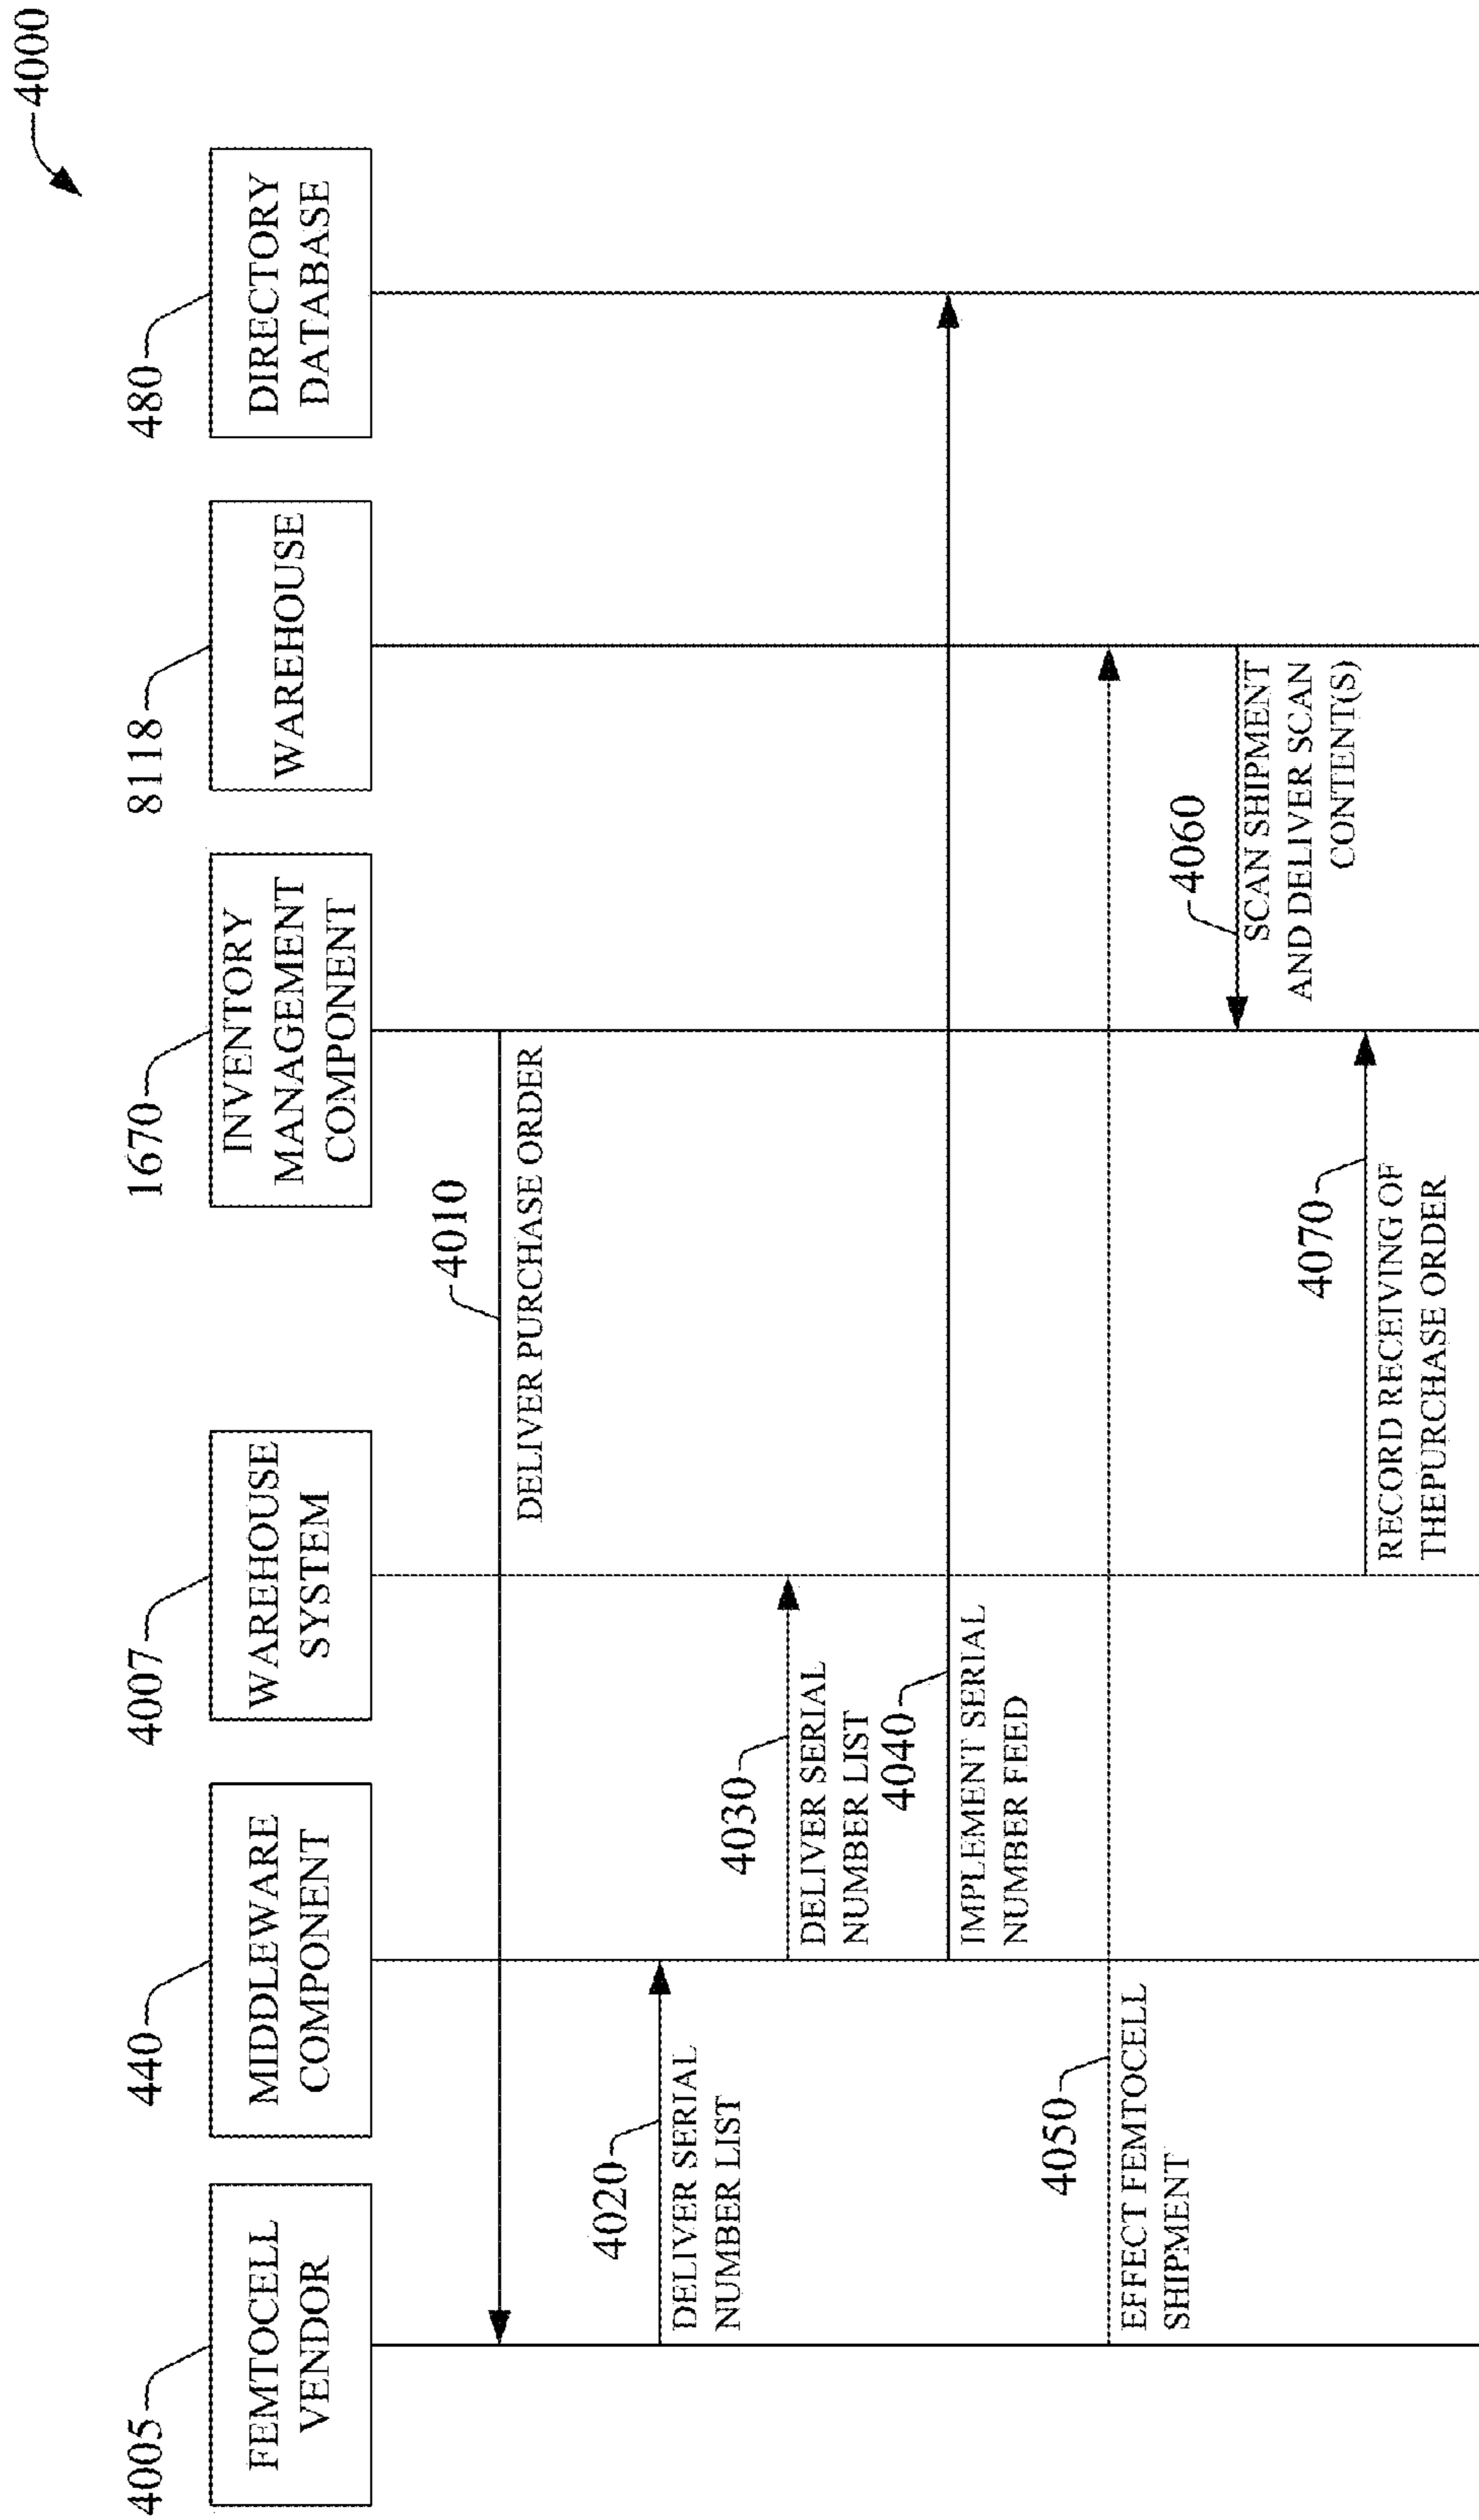 4000
4005
440
4007
1670
8118
480
FEMTOCELL
VENDOR
MIDDLEWARE
COMPONENT
WAREHOUSE
SYSTEM
INVENTORY
MANAGEMENT
COMPONENT
WAREHOUSE
DIRECTORY
DATABASE
4010
DELIVER PURCHASE ORDER
4020
DELIVER SERIAL
NUMBER LIST
4030
DELIVER SERIAL
NUMBER LIST
4040
IMPLEMENT SERIAL
NUMBER FEED
4050
EFFECT FEMTOCELL
SHIPMENT
4060
SCAN SHIPMENT
AND DELIVER SCAN
CONTENT(S)
4070
RECORD RECEIVING OF
THEPURCHASE ORDER